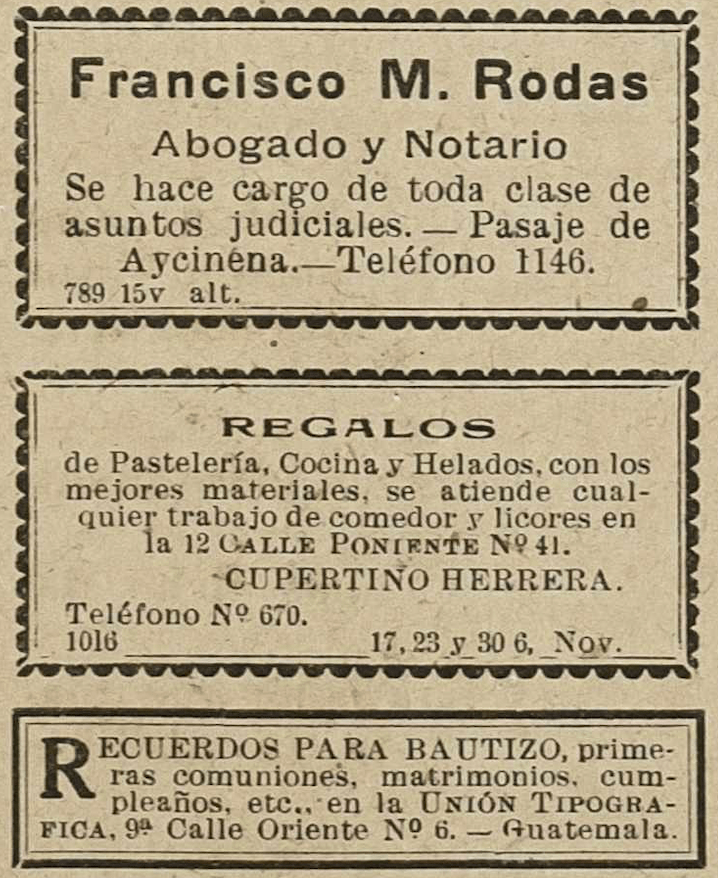 Francisco M. Rodas
Abogado y Notario
Se hace cargo de toda clase de
asuntos judiciales. — Pasaje de
Aycinena.—Teléfono 1146.
789 15v alt.
REGALOS
de Pastelería, Cocina y Helados, con los
mejores materiales, se atiende cual-
quier trabajo de comedor y licores en
la 12 CALLE PONIENTE Nº 41.
CUPERTINO HERRERA.
Teléfono Nº 670.
1016 17, 23 y 30 6, Nov.
RECUERDOS PARA BAUTIZO, prime-
ras comuniones, matrimonios, cum-
pleaños, etc., en la UNIÓN TIPOGRA-
FICA, 9ª Calle Oriente Nº 6. — Guatemala.